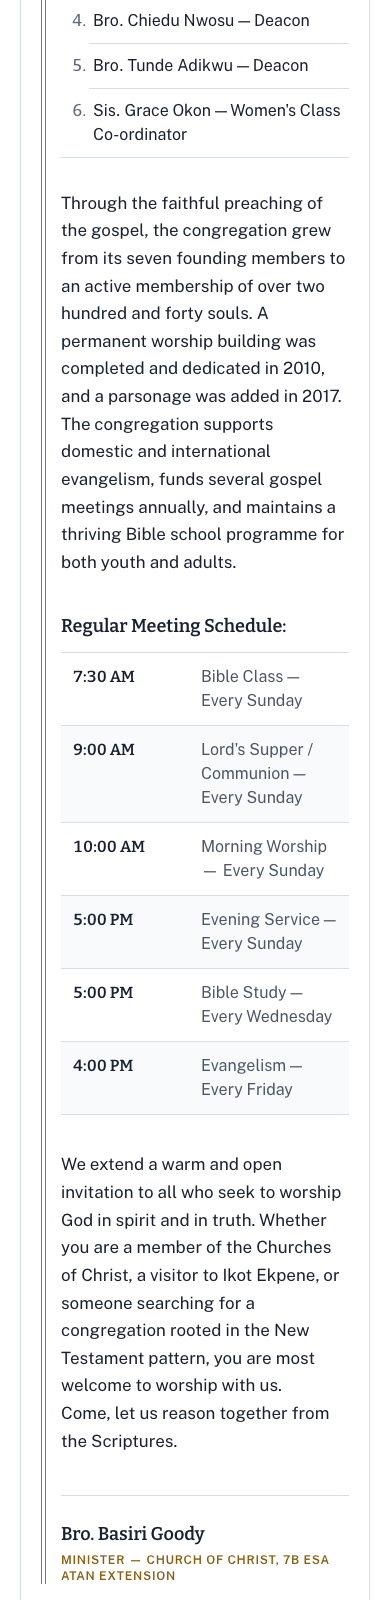 4. Bro. Chiedu Nwosu — Deacon
5. Bro. Tunde Adikwu — Deacon
6. Sis. Grace Okon — Women's Class
Co-ordinator
Through the faithful preaching of
the gospel, the congregation grew
from its seven founding members to
an active membership of over two
hundred and forty souls. A
permanent worship building was
completed and dedicated in 2010,
and a parsonage was added in 2017.
The congregation supports
domestic and international
evangelism, funds several gospel
meetings annually, and maintains a
thriving Bible school programme for
both youth and adults.
Regular Meeting Schedule:
7:30 AM Bible Class —
Every Sunday
9:00 AM Lord's Supper /
Communion —
Every Sunday
10:00 AM Morning Worship
— Every Sunday
5:00 PM Evening Service —
Every Sunday
5:00 PM Bible Study —
Every Wednesday
4:00 PM Evangelism —
Every Friday
We extend a warm and open
invitation to all who seek to worship
God in spirit and in truth. Whether
you are a member of the Churches
of Christ, a visitor to Ikot Ekpene, or
someone searching for a
congregation rooted in the New
Testament pattern, you are most
welcome to worship with us.
Come, let us reason together from
the Scriptures.
Bro. Basiri Goody
MINISTER — CHURCH OF CHRIST, 7B ESA
ATAN EXTENSION